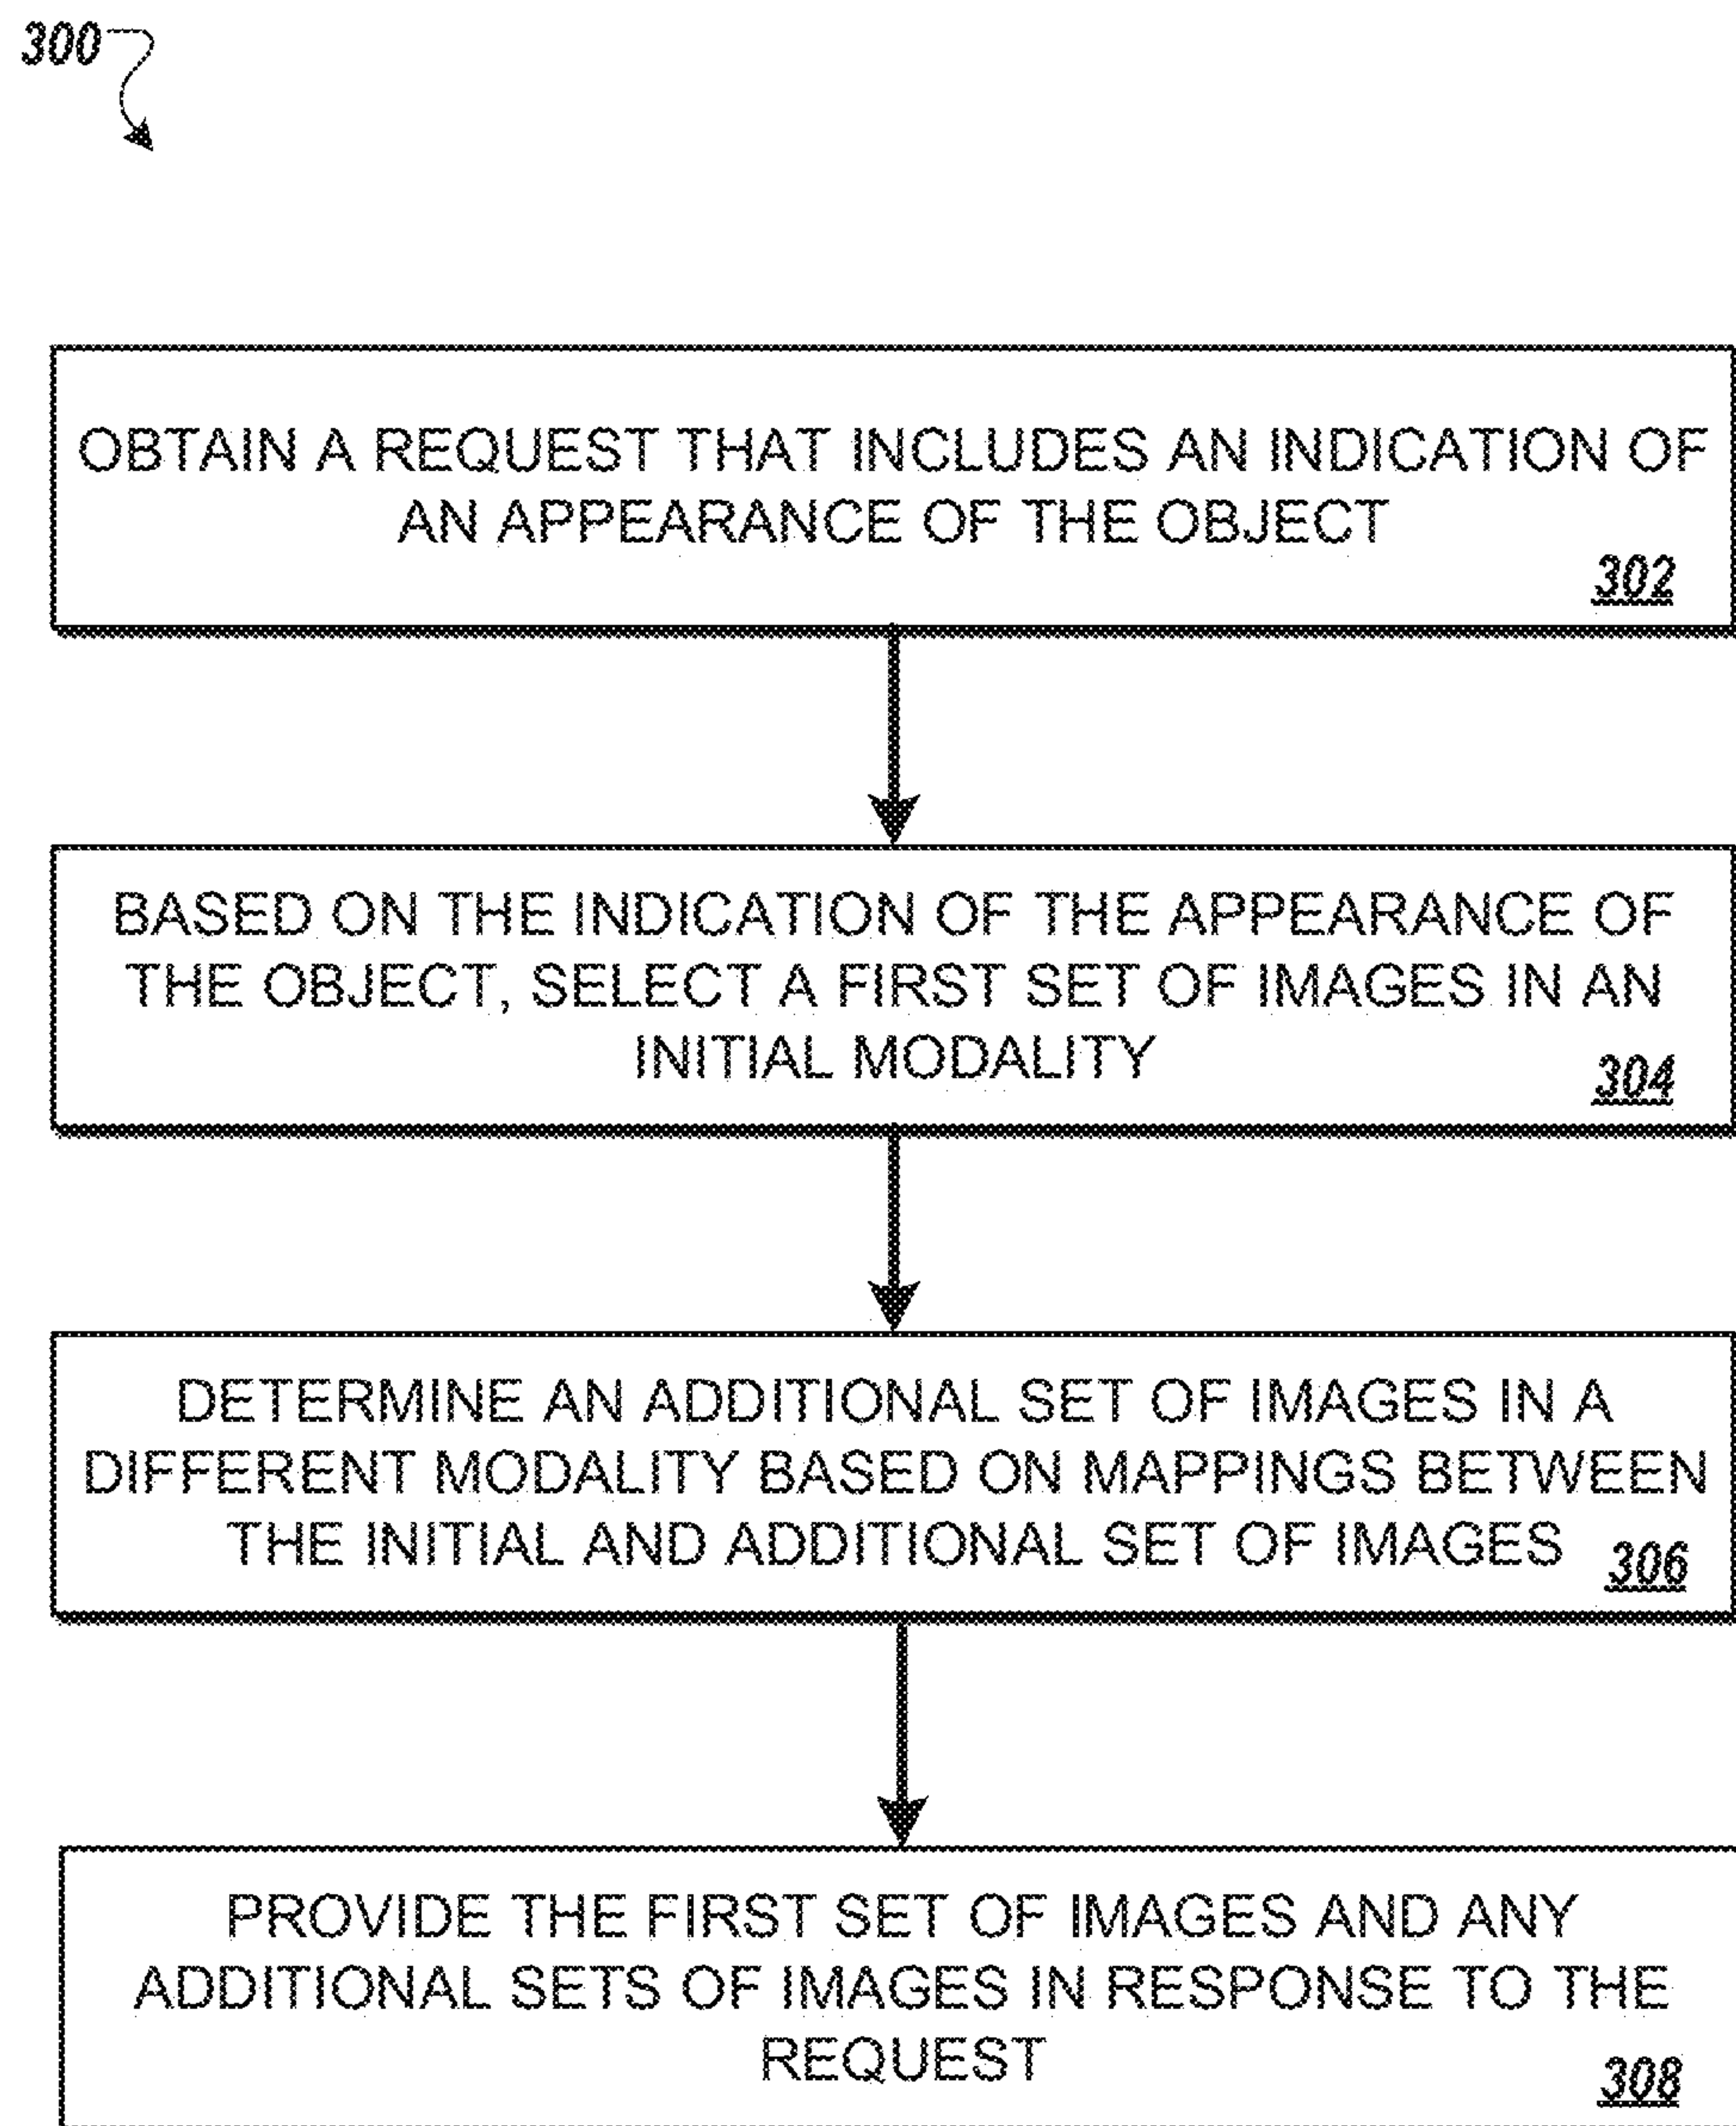 300
OBTAIN A REQUEST THAT INCLUDES AN INDICATION OF
AN APPEARANCE OF THE OBJECT
302
BASED ON THE INDICATION OF THE APPEARANCE OF
THE OBJECT, SELECT A FIRST SET OF IMAGES IN AN
INITIAL MODALITY
304
DETERMINE AN ADDITIONAL SET OF IMAGES IN A
DIFFERENT MODALITY BASED ON MAPPINGS BETWEEN
THE INITIAL AND ADDITIONAL SET OF IMAGES
306
PROVIDE THE FIRST SET OF IMAGES AND ANY
ADDITIONAL SETS OF IMAGES IN RESPONSE TO THE
REQUEST
308